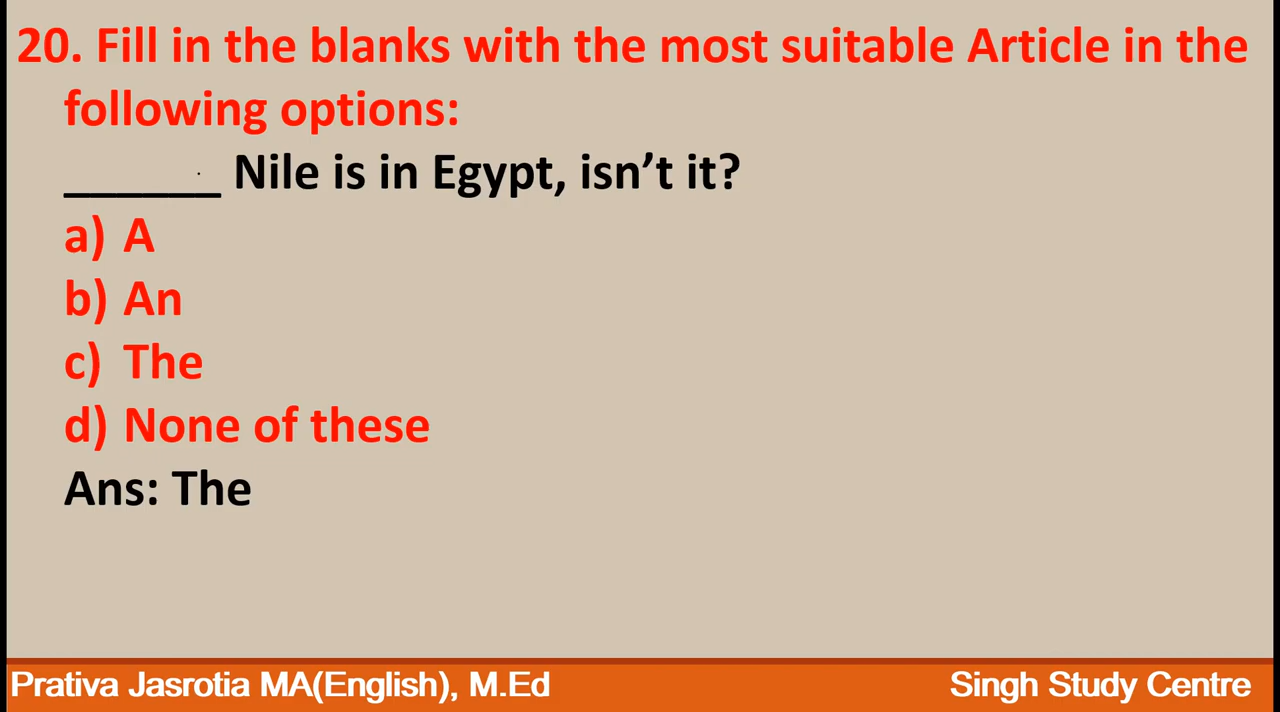 20. Fill in the blanks with the most suitable Article in the
following options:
______ Nile is in Egypt, isn’t it?
a) A
b) An
c) The
d) None of these
Ans: The
Prativa Jasrotia MA(English), M.Ed
Singh Study Centre